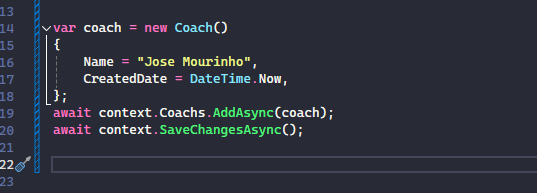 13
14 var coach = new Coach()
15 {
16 Name = "Jose Mourinho",
17 CreatedDate = DateTime.Now,
18 };
19 await context.Coachs.AddAsync(coach);
20 await context.SaveChangesAsync();
21
22
23